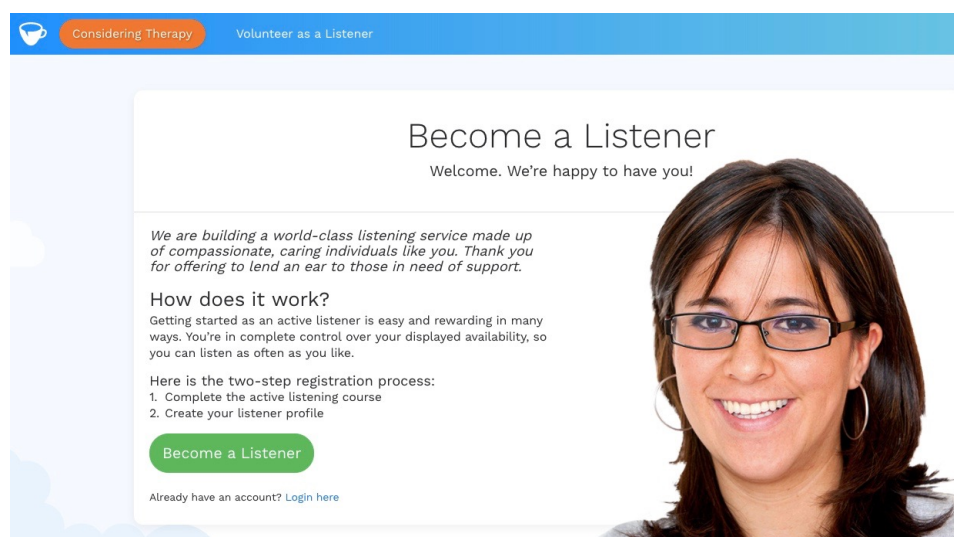 Considering Therapy
Volunteer as a Listener
Become a Listener
Welcome. We're happy to have you!
We are building a world-class listening service made up
of compassionate, caring individuals like you. Thank you
for offering to lend an ear to those in need of support.
How does it work?
Getting started as an active listener is easy and rewarding in many
ways. You're in complete control over your displayed availability, so
you can listen as often as you like.
Here is the two-step registration process:
1. Complete the active listening course
2. Create your listener profile
Become a Listener
Already have an account? Login here